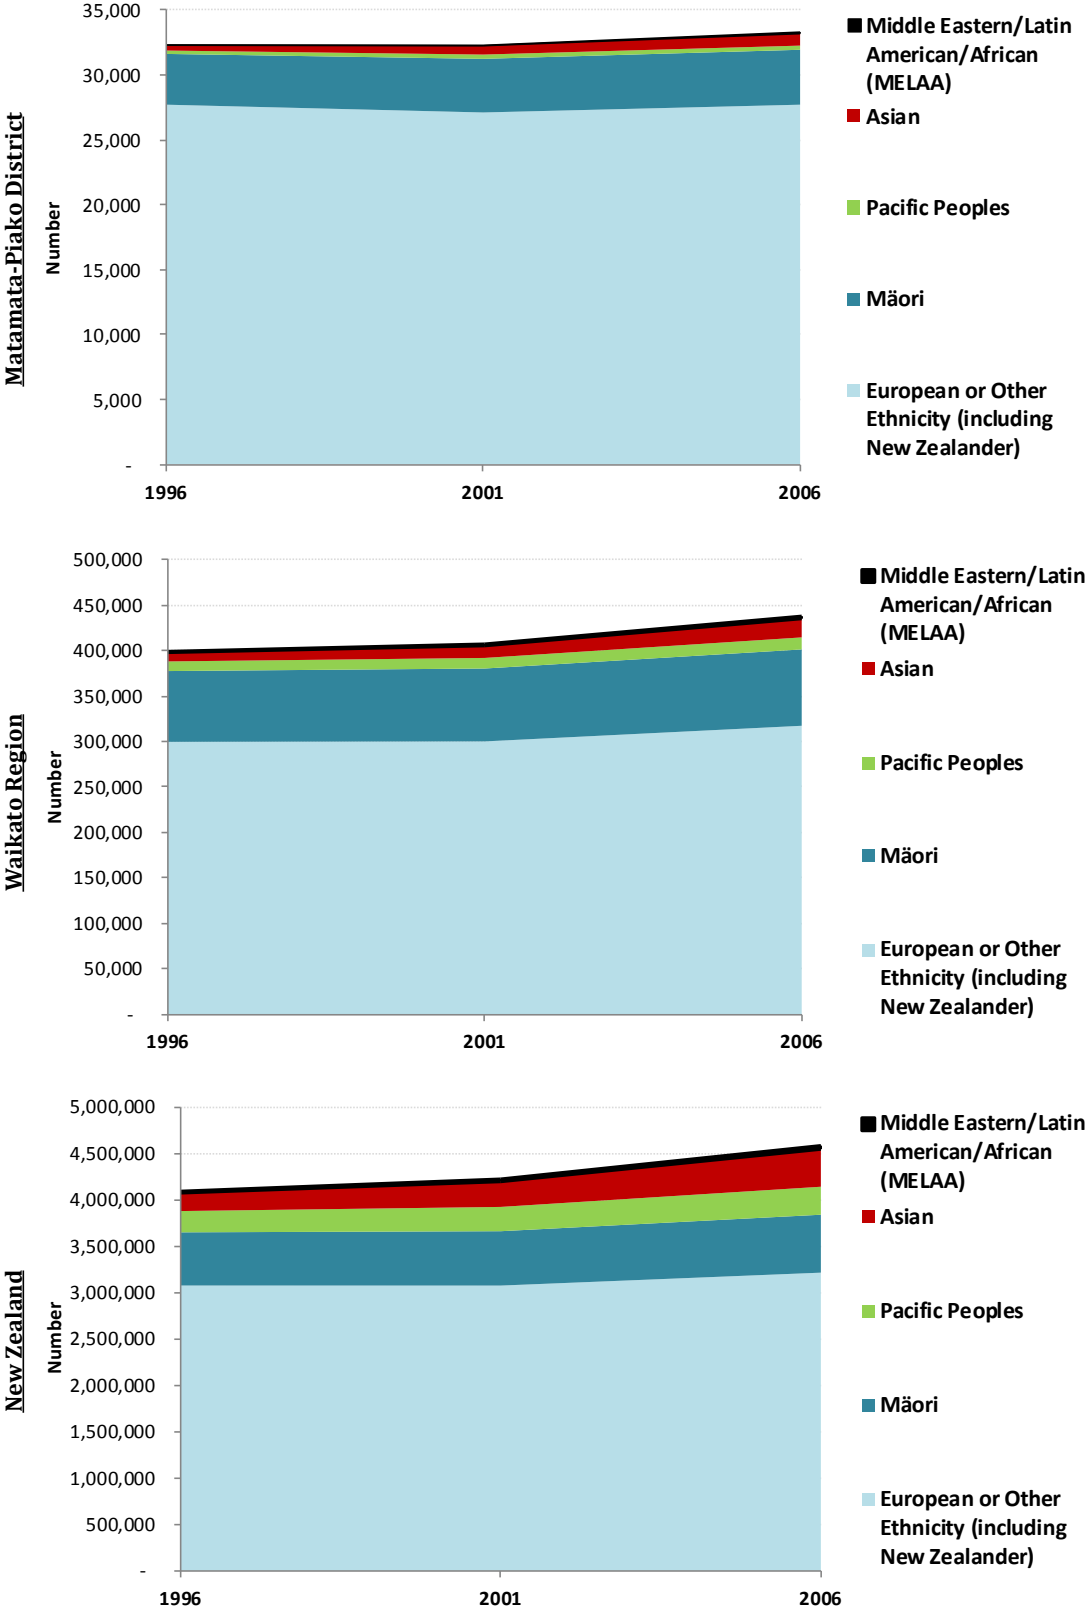 Matamata-Piako District
Number
35,000
30,000
25,000
20,000
15,000
10,000
5,000
-
1996
2001
2006
Middle Eastern/Latin
American/African
(MELAA)
Asian
Pacific Peoples
Mäori
European or Other
Ethnicity (including
New Zealander)
Waikato Region
Number
500,000
450,000
400,000
350,000
300,000
250,000
200,000
150,000
100,000
50,000
-
1996
2001
2006
Middle Eastern/Latin
American/African
(MELAA)
Asian
Pacific Peoples
Mäori
European or Other
Ethnicity (including
New Zealander)
New Zealand
Number
5,000,000
4,500,000
4,000,000
3,500,000
3,000,000
2,500,000
2,000,000
1,500,000
1,000,000
500,000
-
1996
2001
2006
Middle Eastern/Latin
American/African
(MELAA)
Asian
Pacific Peoples
Mäori
European or Other
Ethnicity (including
New Zealander)